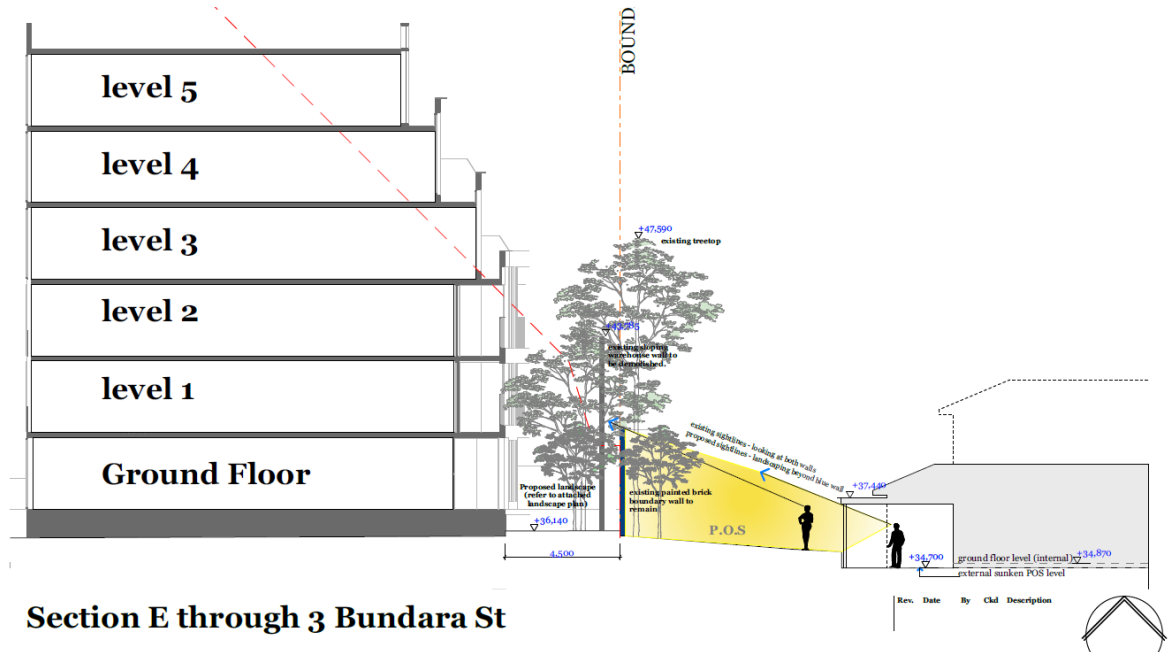 BOUND
level 5
level 4
level 3
level 2
level 1
Ground Floor
+47,590
existing treetop
existing sloping
warehouse wall to
be demolished.
existing sightlines - looking at both walls
proposed sightlines - landscaping beyond blue wall
Proposed landscape
(refer to attached
landscape plan)
existing painted brick
boundary wall to
remain
+37,440
+36,140
P.O.S
4,500
+34,700
ground floor level (internal)
+34,870
external sunken POS level
Rev. Date By Ckd Description
Section E through 3 Bundara St